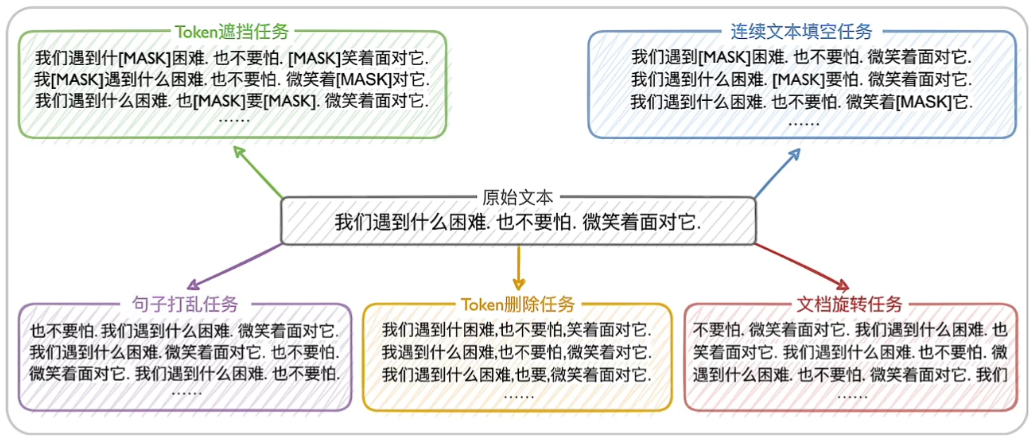 Token遮挡任务
我们遇到什[MASK]困难. 也不要怕. [MASK]笑着面对它.
我[MASK]遇到什么困难. 也不要怕. 微笑着[MASK]对它.
我们遇到什么困难. 也[MASK]要[MASK]. 微笑着面对它.
……
连续文本填空任务
我们遇到[MASK]困难. 也不要怕. 微笑着面对它.
我们遇到什么困难. [MASK]要怕. 微笑着面对它.
我们遇到什么困难. 也不要怕. 微笑着[MASK]它.
……
原始文本
我们遇到什么困难. 也不要怕. 微笑着面对它.
句子打乱任务
也不要怕. 我们遇到什么困难. 微笑着面对它.
我们遇到什么困难. 微笑着面对它. 也不要怕.
微笑着面对它. 我们遇到什么困难. 也不要怕.
……
Token删除任务
我们遇到什困难,也不要怕,笑着面对它.
我遇到什么困难,也不要怕,微笑着对它.
我们遇到什么困难,也要,微笑着面对它.
……
文档旋转任务
不要怕. 微笑着面对它. 我们遇到什么困难. 也
笑着面对它. 我们遇到什么困难. 也不要怕. 微
遇到什么困难. 也不要怕. 微笑着面对它. 我们
……